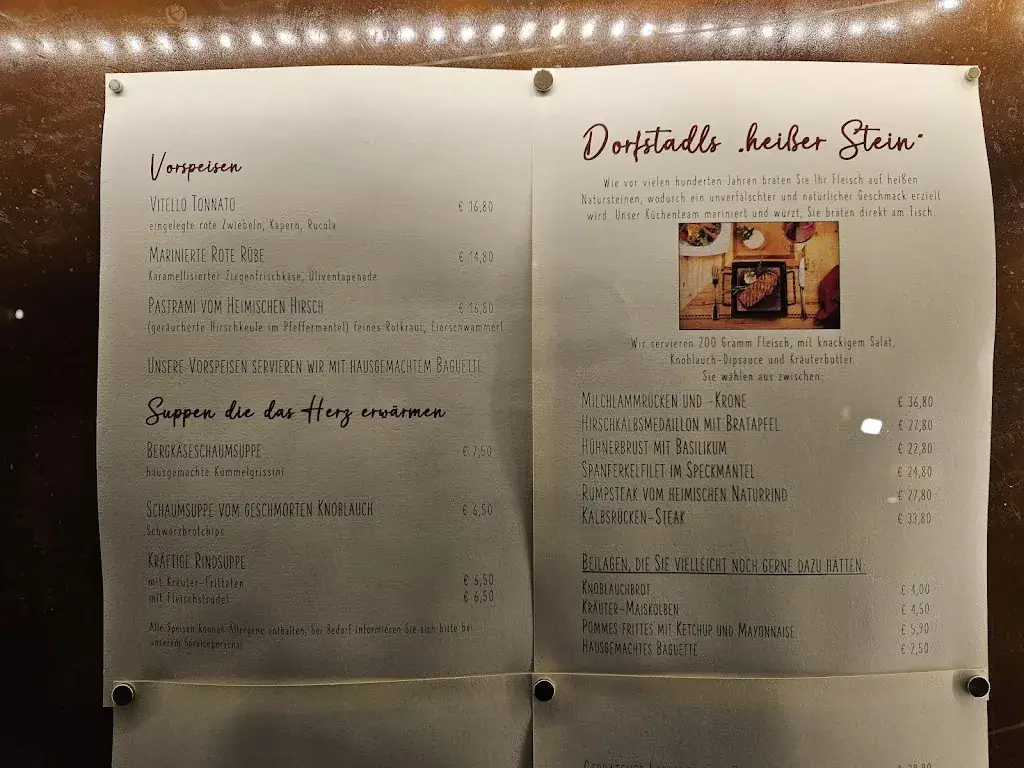 Vorspeisen
Vitello Tonnato € 16,80
eingelegte rote Zwiebeln, Kapern, Rucola
Marinierte Rote Rübe € 14,80
Karamellisierter Ziegenfrischkäse, Oliventapenade
Pastrami vom Heimischen Hirsch € 16,80
(geräucherte Hirschkeule im Pfeffermantel) feines Rotkraut, Eierschwammerl
Unsere Vorspeisen servieren wir mit hausgemachtem Baguette
Suppen die das Herz erwärmen
Bergkäseschaumsuppe € 7,50
hausgemachte Kümmelgrissini
Schaumsuppe vom geschmorten Knoblauch € 6,50
Schwarzbrotchips
Kräftige Rindsuppe
mit Kräuter-Frittaten € 6,50
mit Fleischstrudel € 6,50
Alle Speisen können Allergene enthalten, bei Bedarf informieren Sie sich bitte bei
unserem Servicepersonal
Dorfstadls „heißer Stein"
Wie vor vielen hunderten Jahren braten Sie Ihr Fleisch auf heißen
Natursteinen, wodurch ein unverfälschter und natürlicher Geschmack erzielt
wird. Unser Küchenteam mariniert und würzt, Sie braten direkt am Tisch.
Wir servieren 200 Gramm Fleisch, mit knackigem Salat,
Knoblauch-Dipsauce und Kräuterbutter.
Sie wählen aus zwischen:
Milchlammrücken und -Krone € 36,80
Hirschkalbsmedaillon mit Bratapfel € 27,80
Hühnerbrust mit Basilikum € 22,80
Spanferkelfilet im Speckmantel € 24,80
Rumpsteak vom heimischen Naturrind € 27,80
Kalbsrücken-Steak € 33,80
Beilagen, die Sie vielleicht noch gerne dazu hätten:
Knoblauchbrot € 4,00
Kräuter-Maiskolben € 4,50
Pommes frittes mit Ketchup und Mayonnaise € 5,90
Hausgemachtes Baguette € 2,50